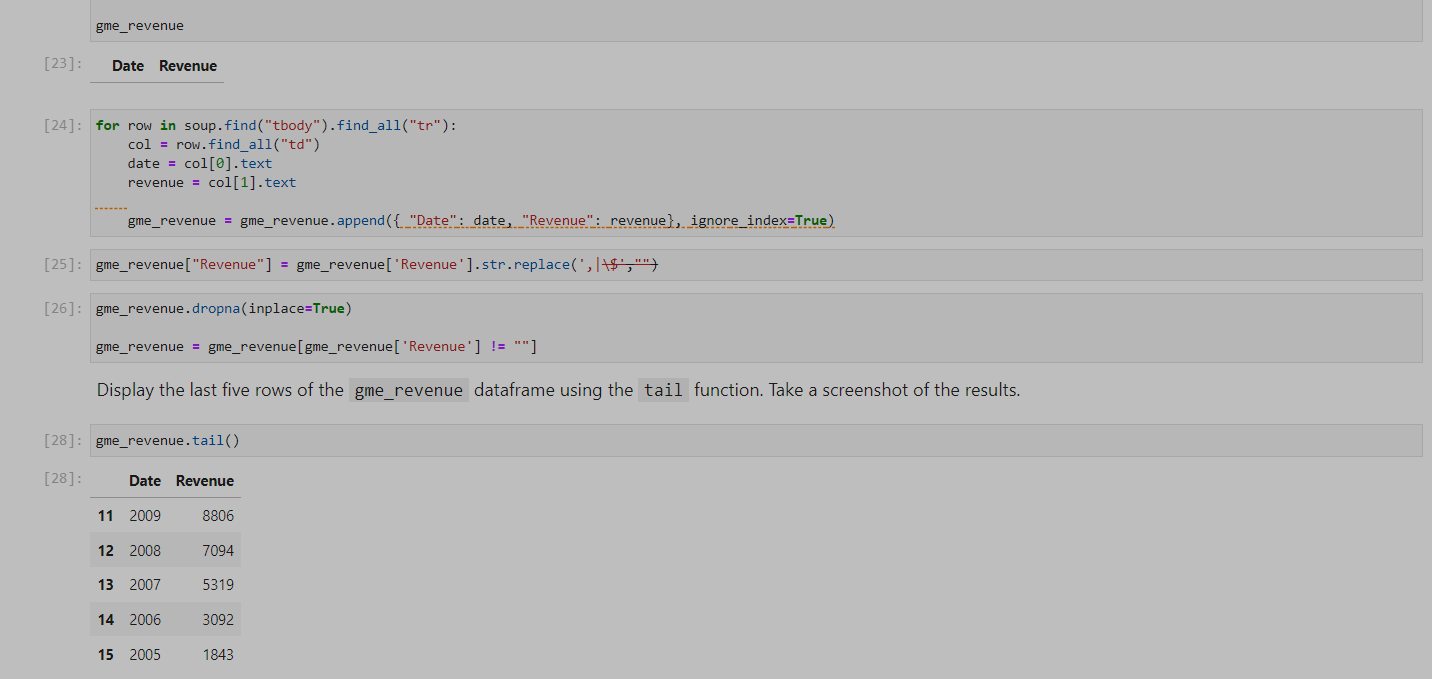 gme_revenue
[23]:
Date Revenue
[24]:
for row in soup.find("tbody").find_all("tr"):
    col = row.find_all("td")
    date = col[0].text
    revenue = col[1].text
    gme_revenue = gme_revenue.append({ "Date": date, "Revenue": revenue}, ignore_index=True)
[25]:
gme_revenue["Revenue"] = gme_revenue['Revenue'].str.replace(',|\$',"")
[26]:
gme_revenue.dropna(inplace=True)
gme_revenue = gme_revenue[gme_revenue['Revenue'] != ""]
Display the last five rows of the gme_revenue dataframe using the tail function. Take a screenshot of the results.
[28]:
gme_revenue.tail()
[28]:
Date Revenue
11 2009 8806
12 2008 7094
13 2007 5319
14 2006 3092
15 2005 1843